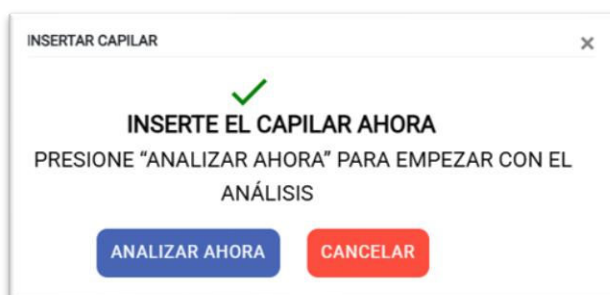 INSERTAR CAPILAR
INSERTE EL CAPILAR AHORA
PRESIONE “ANALIZAR AHORA” PARA EMPEZAR CON EL
ANÁLISIS
ANALIZAR AHORA
CANCELAR